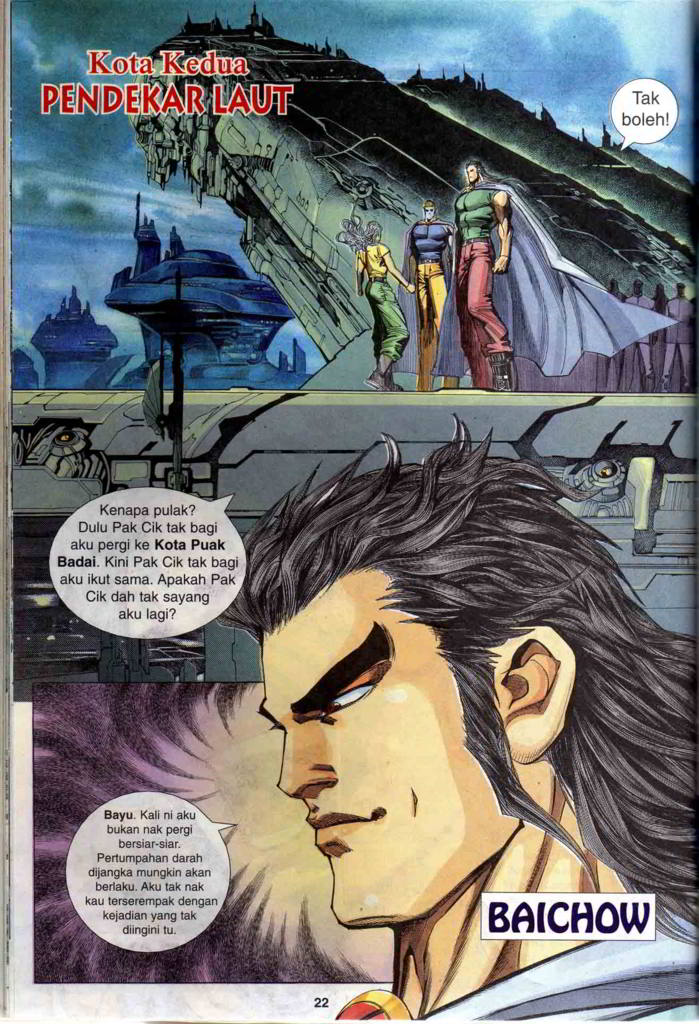 Kota Kedua
PENDEKAR LAUT
Tak
boleh!
Kenapa pulak?
Dulu Pak Cik tak bagi
aku pergi ke Kota Puak
Badai. Kini Pak Cik tak bagi
aku ikut sama. Apakah Pak
Cik dah tak sayang
aku lagi?
Bayu. Kali ni aku
bukan nak pergi
bersiar-siar.
Pertumpahan darah
dijangka mungkin akan
berlaku. Aku tak nak
kau terserempak dengan
kejadian yang tak
diingini tu.
BAICHOW
22